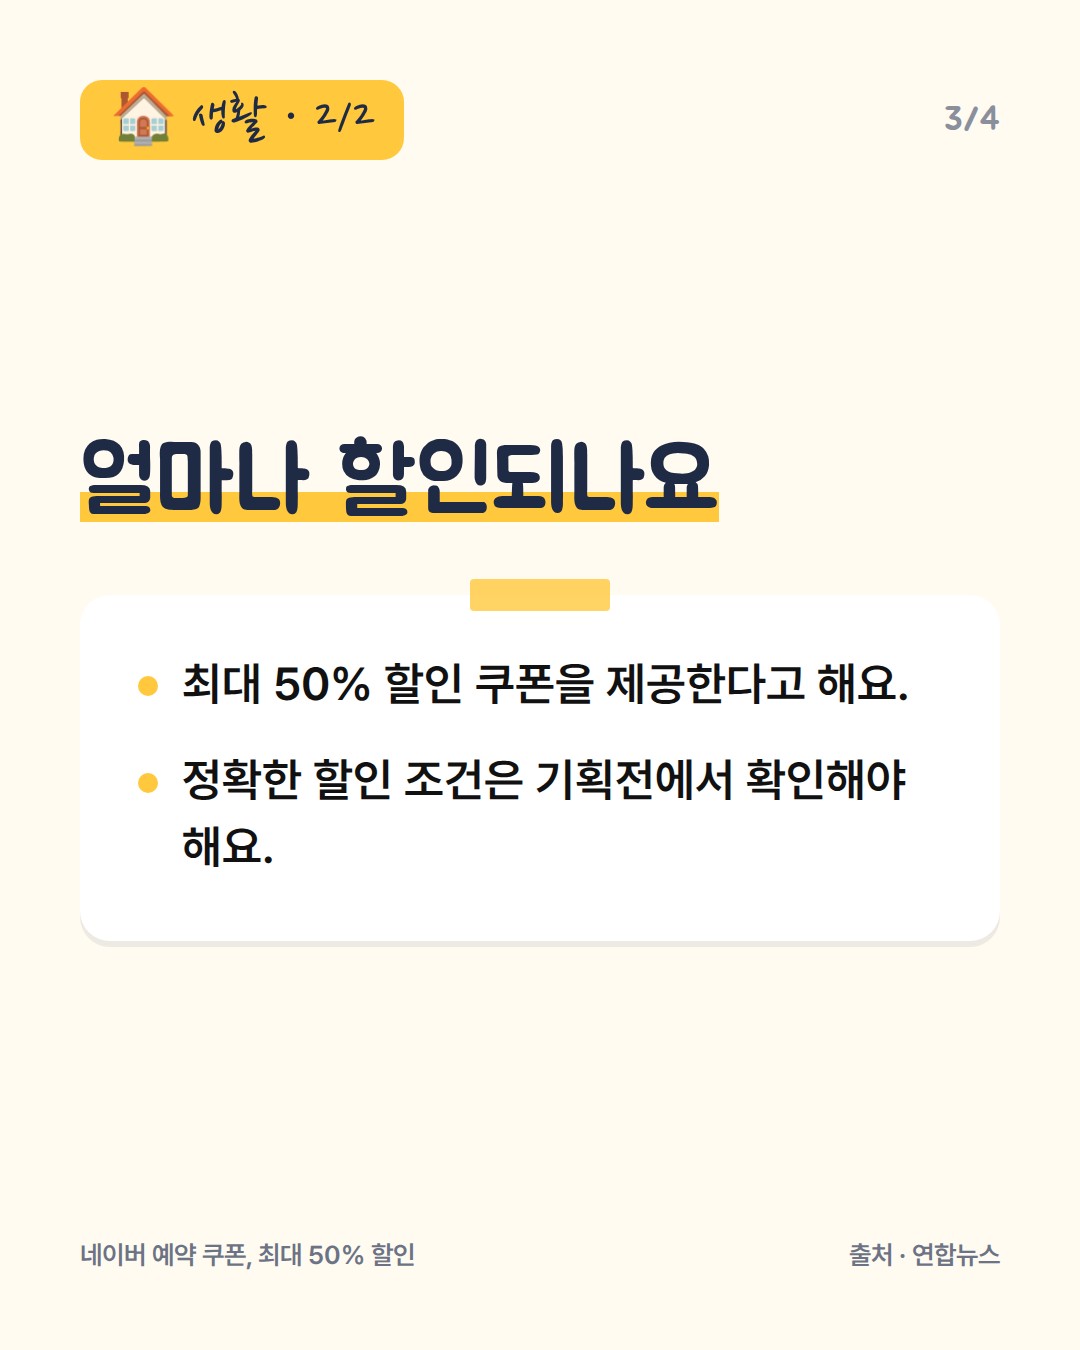 생활 · 2/2
3/4
얼마나 할인되나요
최대 50% 할인 쿠폰을 제공한다고 해요.
정확한 할인 조건은 기획전에서 확인해야
해요.
네이버 예약 쿠폰, 최대 50% 할인
출처 · 연합뉴스